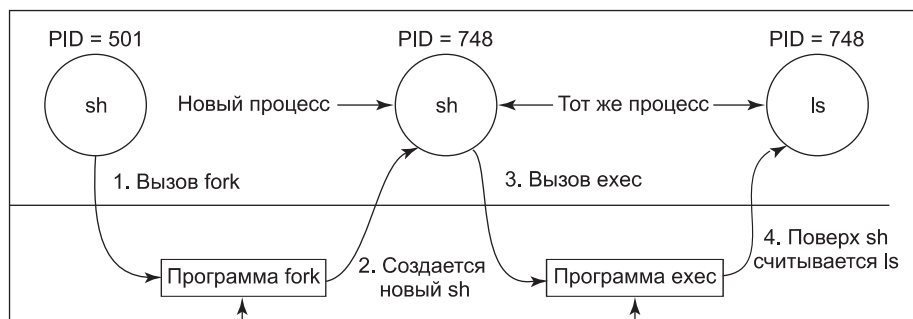 PID = 501
PID = 748
PID = 748
sh
Новый процесс
sh
Тот же процесс
ls
1. Вызов fork
3. Вызов exec
Программа fork
2. Создается
новый sh
Программа exec
4. Поверх sh
считывается ls